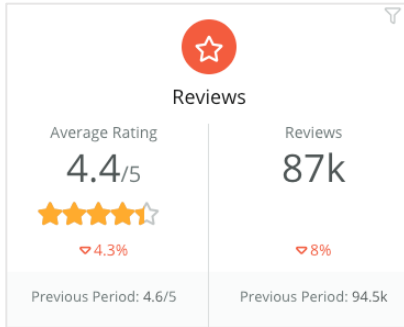 Reviews
Average Rating
4.4/5
4.3%
Previous Period: 4.6/5
Reviews
87k
8%
Previous Period: 94.5k